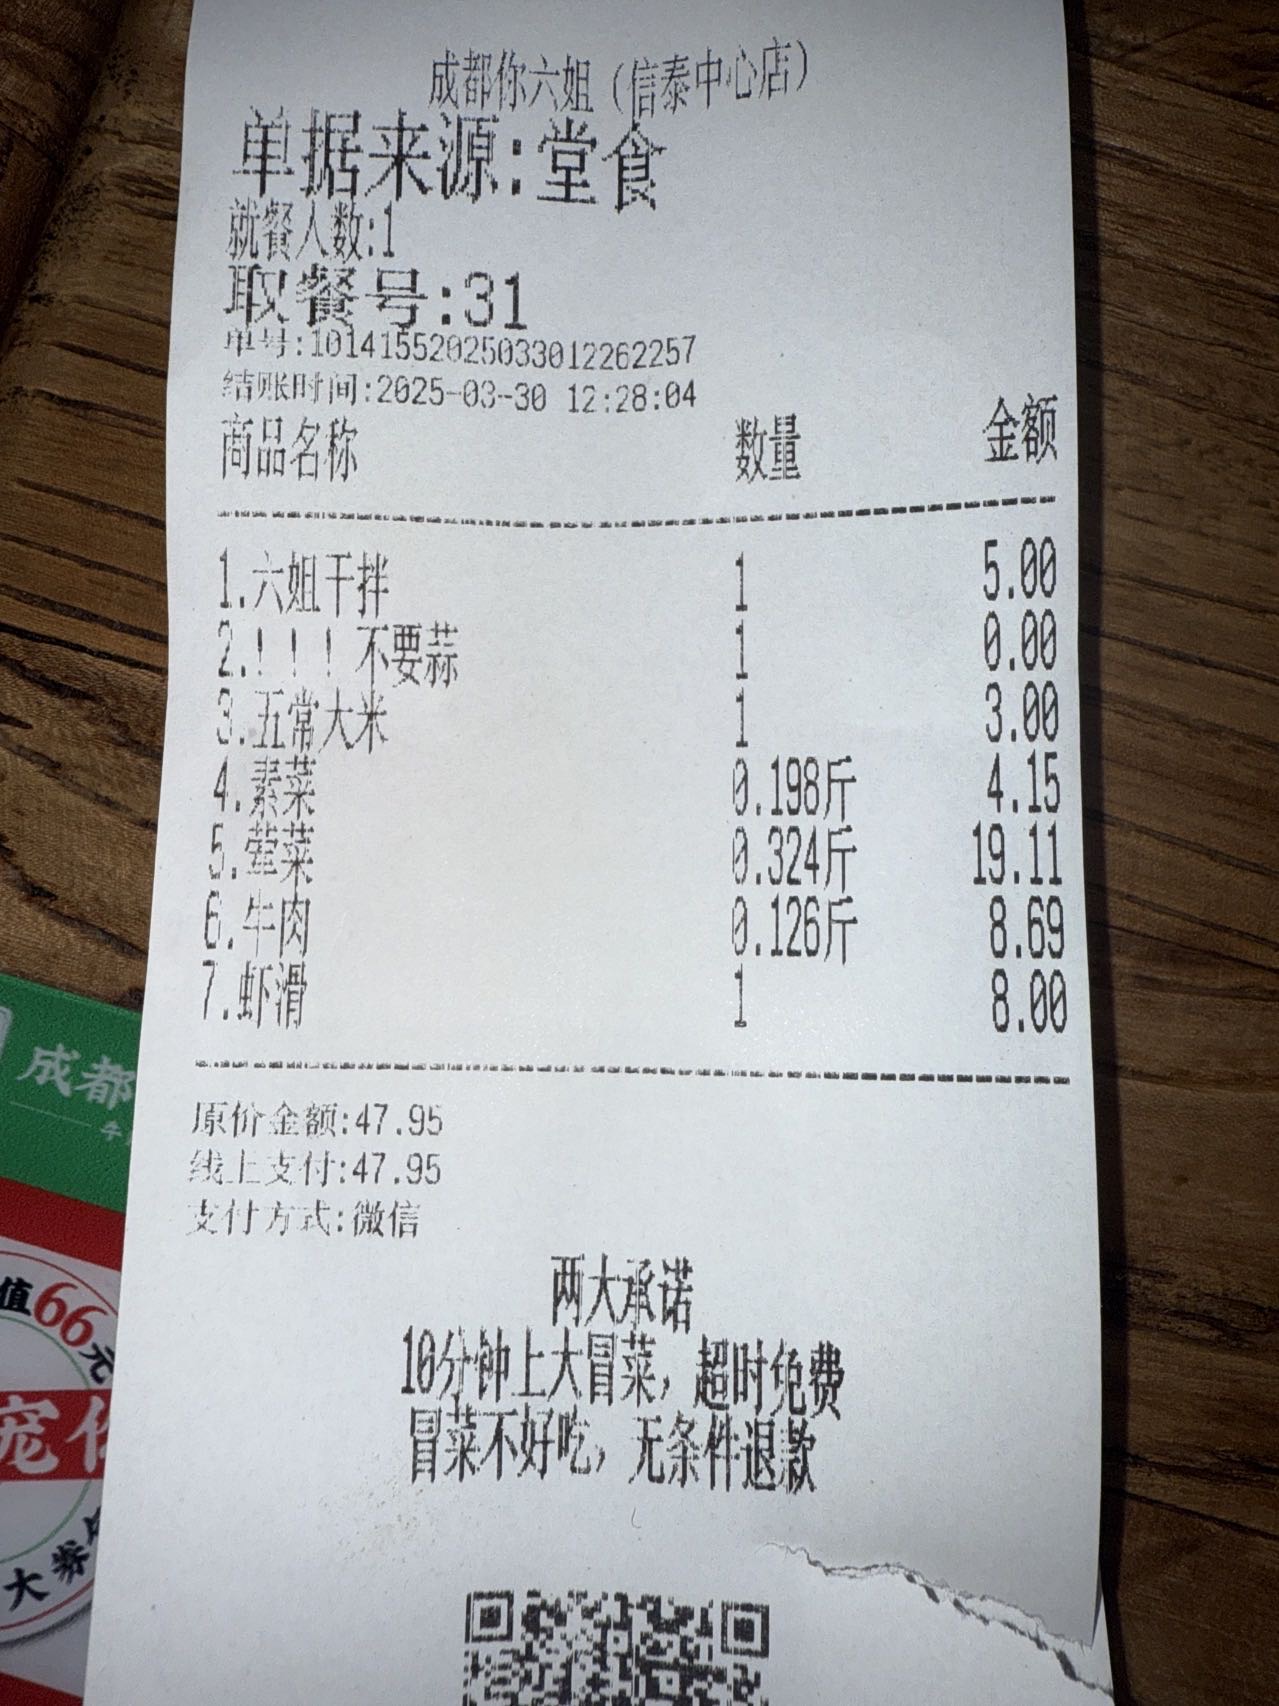 成都你六姐（信泰中心店）
单据来源:堂食
就餐人数:1
取餐号:31
单号:10141552025033012262257
结账时间:2025-03-30 12:28:04
商品名称 数量 金额
1.六姐干拌 1 5.00
2.！！！不要蒜 1 0.00
3.五常大米 1 3.00
4.素菜 0.198斤 4.15
5.荤菜 0.324斤 19.11
6.牛肉 0.126斤 8.69
7.虾滑 1 8.00
原价金额:47.95
线上支付:47.95
支付方式:微信
两大承诺
10分钟上大冒菜，超时免费
冒菜不好吃，无条件退款
成都
值66元
宠
大券